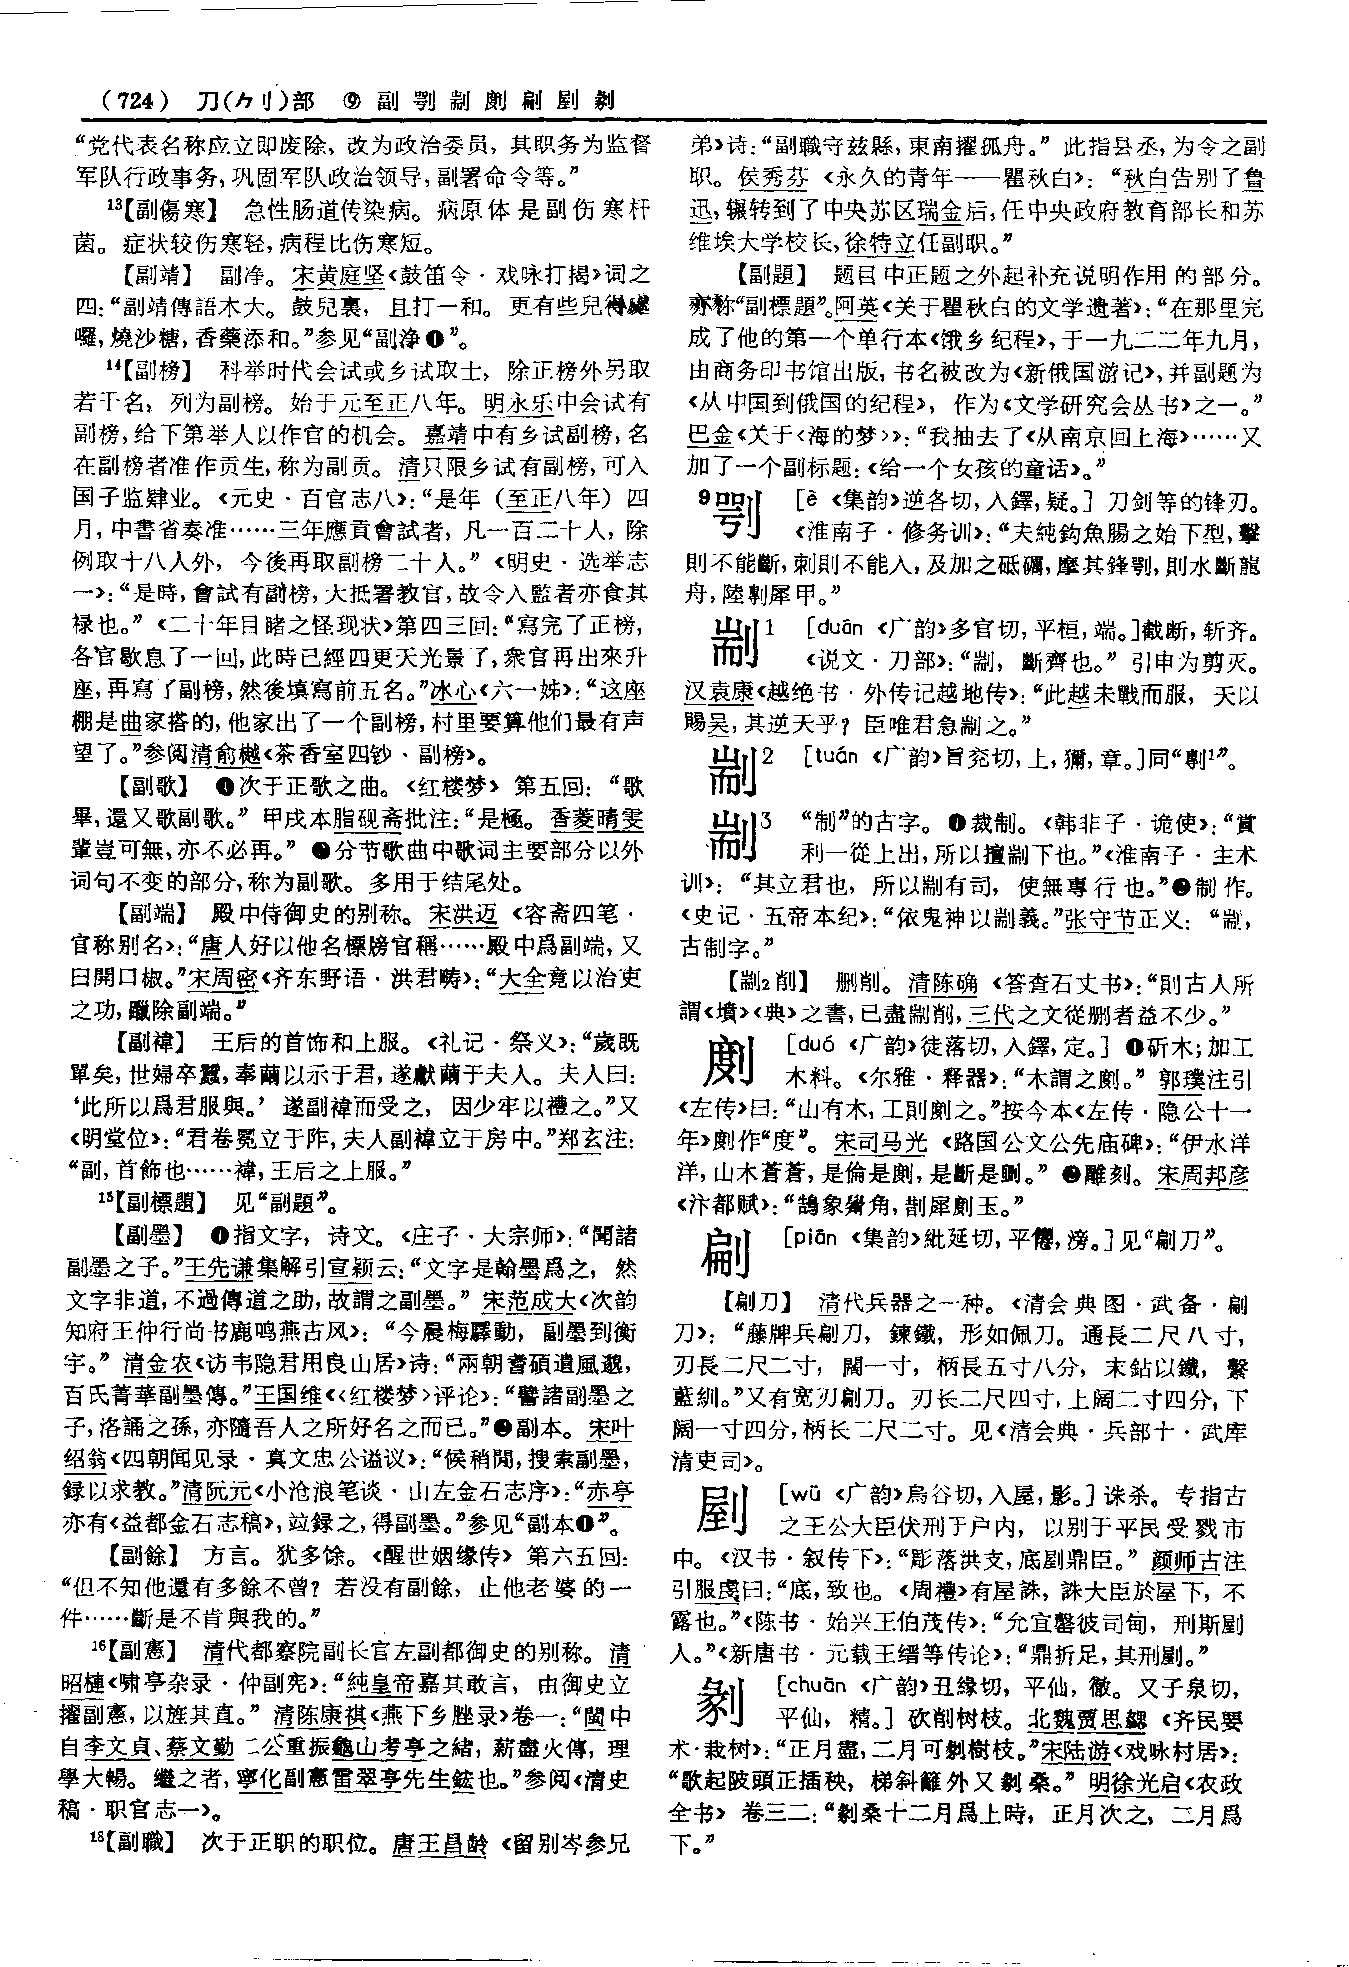 (724) 刀(⺈刂)部 ⑨ 副 㓵 剬 剫 㓲 剭 剶
“党代表名称应立即废除、改为政治委员，其职务为监督
军队行政事务，巩固军队政治领导，副署命令等。”
13【副傷寒】 急性肠道传染病。病原体是副伤寒杆
菌。症状较伤寒轻，病程比伤寒短。
【副靖】 副净。宋黄庭坚《鼓笛令·戏咏打揭》词之
四：“副靖傳語木大。鼓兒裏，且打一和。更有些兒得處
囉，燒沙糖，香藥添和。”参见“副净❶”。
14【副榜】 科举时代会试或乡试取士，除正榜外另取
若干名，列为副榜。始于元至正八年。明永乐中会试有
副榜，给下第举人以作官的机会。嘉靖中有乡试副榜，名
在副榜者准作贡生，称为副贡。清只限乡试有副榜，可入
国子监肄业。《元史·百官志八》：“是年（至正八年）四
月，中書省奏准……三年應貢會試者，凡一百二十人，除
例取十八人外，今後再取副榜二十人。”《明史·选举志
一》：“是時，會試有副榜，大抵署教官，故令入監者亦食其
禄也。”《二十年目睹之怪现状》第四三回：“寫完了正榜，
各官歇息了一回，此時已經四更天光景了，衆官再出來升
座，再寫了副榜，然後填寫前五名。”冰心《六一姊》：“这座
棚是曲家搭的，他家出了一个副榜，村里要算他们最有声
望了。”参阅清俞樾《茶香室四钞·副榜》。
【副歌】 ❶次于正歌之曲。《红楼梦》第五回：“歌
畢，還又歌副歌。”甲戌本脂砚斋批注：“是極。香菱晴雯
輩豈可無，亦不必再。”❷分节歌曲中歌词主要部分以外
词句不变的部分，称为副歌。多用于结尾处。
【副端】 殿中侍御史的别称。宋洪迈《容斋四笔·
官称别名》：“唐人好以他名標牓官稱……殿中爲副端，又
曰開口椒。”宋周密《齐东野语·洪君畴》：“大全竟以治吏
之功，躐除副端。”
【副褘】 王后的首饰和上服。《礼记·祭义》：“歲既
單矣，世婦卒蠶，奉繭以示于君，遂獻繭于夫人。夫人曰：
‘此所以爲君服與。’遂副褘而受之，因少牢以禮之。”又
《明堂位》：“君卷冕立于阼，夫人副褘立于房中。”郑玄注：
“副，首飾也……褘，王后之上服。”
15【副標題】 见“副題”。
【副墨】 ❶指文字，诗文。《庄子·大宗师》：“聞諸
副墨之子。”王先谦集解引宣颖云：“文字是翰墨爲之，然
文字非道，不過傳道之助，故謂之副墨。”宋范成大《次韵
知府王仲行尚书鹿鸣燕古风》：“今晨梅驛動，副墨到衡
宇。”清金农《访韦隐君用良山居》诗：“兩朝耆碩遺風邈，
百氏菁華副墨傳。”王国维《〈红楼梦〉评论》：“譬諸副墨之
子，洛誦之孫，亦隨吾人之所好名之而已。”❷副本。宋叶
绍翁《四朝闻见录·真文忠公谥议》：“候稍閒，搜索副墨，
録以求教。”清阮元《小沧浪笔谈·山左金石志序》：“赤亭
亦有《益都金石志稿》，竝録之，得副墨。”参见“副本❶”。
【副餘】 方言。犹多馀。《醒世姻缘传》第六五回：
“但不知他還有多餘不曾？若没有副餘，止他老婆的一
件……斷是不肯與我的。”
16【副憲】 清代都察院副长官左副都御史的别称。清
昭槤《啸亭杂录·仲副宪》：“純皇帝嘉其敢言，由御史立
擢副憲，以旌其直。”清陈康祺《燕下乡脞录》卷一：“閩中
自李文貞、蔡文勤二公重振龜山考亭之緒，薪盡火傳，理
學大暢。繼之者，寧化副憲雷翠亭先生鋐也。”参阅《清史
稿·职官志一》。
18【副職】 次于正职的职位。唐王昌龄《留别岑参兄
弟》诗：“副職守兹縣，東南擢孤舟。”此指县丞，为令之副
职。侯秀芬《永久的青年——瞿秋白》：“秋白告别了鲁
迅，辗转到了中央苏区瑞金后，任中央政府教育部长和苏
维埃大学校长，徐特立任副职。”
【副題】 题目中正题之外起补充说明作用的部分。
亦称“副標題”。阿英《关于瞿秋白的文学遗著》：“在那里完
成了他的第一个单行本《饿乡纪程》，于一九二二年九月，
由商务印书馆出版，书名被改为《新俄国游记》，并副题为
《从中国到俄国的纪程》，作为《文学研究会丛书》之一。”
巴金《关于〈海的梦〉》：“我抽去了《从南京回上海》……又
加了一个副标题：《给一个女孩的童话》。”
9㓵 [è 《集韵》逆各切，入鐸，疑。] 刀剑等的锋刃。
《淮南子·修务训》：“夫純鈎魚腸之始下型，擊
則不能斷，刺則不能入，及加之砥礪，摩其鋒㓵，則水斷龍
舟，陸剸犀甲。”
剬1 [duān 《广韵》多官切，平桓，端。]截断，斩齐。
《说文·刀部》：“剬，斷齊也。”引申为剪灭。
汉袁康《越绝书·外传记越地传》：“此越未戰而服，天以
賜吴，其逆天乎？臣唯君急剬之。”
剬2 [tuán 《广韵》旨兖切，上，獮，章。]同“剸1”。
剬3 “制”的古字。❶裁制。《韩非子·诡使》：“賞
利一從上出，所以擅剬下也。”《淮南子·主术
训》：“其立君也，所以剬有司，使無專行也。”❷制作。
《史记·五帝本纪》：“依鬼神以剬義。”张守节正义：“剬，
古制字。”
【剬2削】 删削。清陈确《答查石丈书》：“則古人所
謂《墳》《典》之書，已盡剬削，三代之文從删者益不少。”
剫 [duó 《广韵》徒落切，入鐸，定。] ❶斫木；加工
木料。《尔雅·释器》：“木謂之剫。”郭璞注引
《左传》曰：“山有木，工則剫之。”按今本《左传·隐公十一
年》剫作“度”。宋司马光《路国公文公先庙碑》：“伊水洋
洋，山木蒼蒼，是倫是剫，是斷是劘。”❷雕刻。宋周邦彦
《汴都赋》：“鵠象觷角，剒犀剫玉。”
㓲 [piān 《集韵》紕延切，平僊，滂。]见“㓲刀”。
【㓲刀】 清代兵器之一种。《清会典图·武备·㓲
刀》：“藤牌兵㓲刀，鍊鐵，形如佩刀。通長二尺八寸，
刃長二尺二寸，闊一寸，柄長五寸八分，末鉆以鐵，繫
藍紃。”又有宽刃㓲刀。刃长二尺四寸，上阔二寸四分，下
阔一寸四分，柄长二尺二寸。见《清会典·兵部十·武库
清吏司》。
剭 [wū 《广韵》烏谷切，入屋，影。] 诛杀。专指古
之王公大臣伏刑于户内，以别于平民受戮市
中。《汉书·叙传下》：“彫落洪支，底剭鼎臣。”颜师古注
引服虔曰：“底，致也。《周禮》有屋誅，誅大臣於屋下，不
露也。”《陈书·始兴王伯茂传》：“允宜罄彼司甸，刑斯剭
人。”《新唐书·元载王缙等传论》：“鼎折足，其刑剭。”
剶 [chuān 《广韵》丑缘切，平仙，徹。又子泉切，
平仙，精。] 砍削树枝。北魏贾思勰《齐民要
术·栽树》：“正月盡，二月可剶樹枝。”宋陆游《戏咏村居》：
“歌起陂頭正插秧，梯斜籬外又剶桑。”明徐光启《农政
全书》卷三二：“剶桑十二月爲上時，正月次之，二月爲
下。”